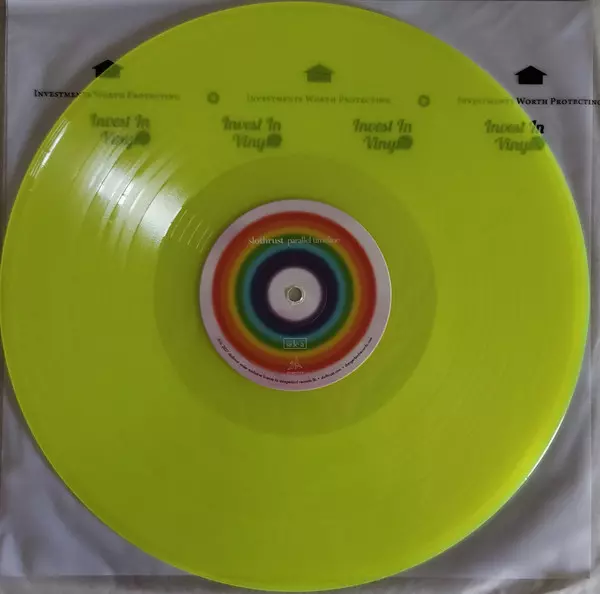 Investments Worth Protecting
Investments Worth Protecting
Investments Worth Protecting
Invest In
Vinyl
Invest In
Vinyl
Invest In
Vinyl
Invest In
Vinyl
slothrust parallel timeline